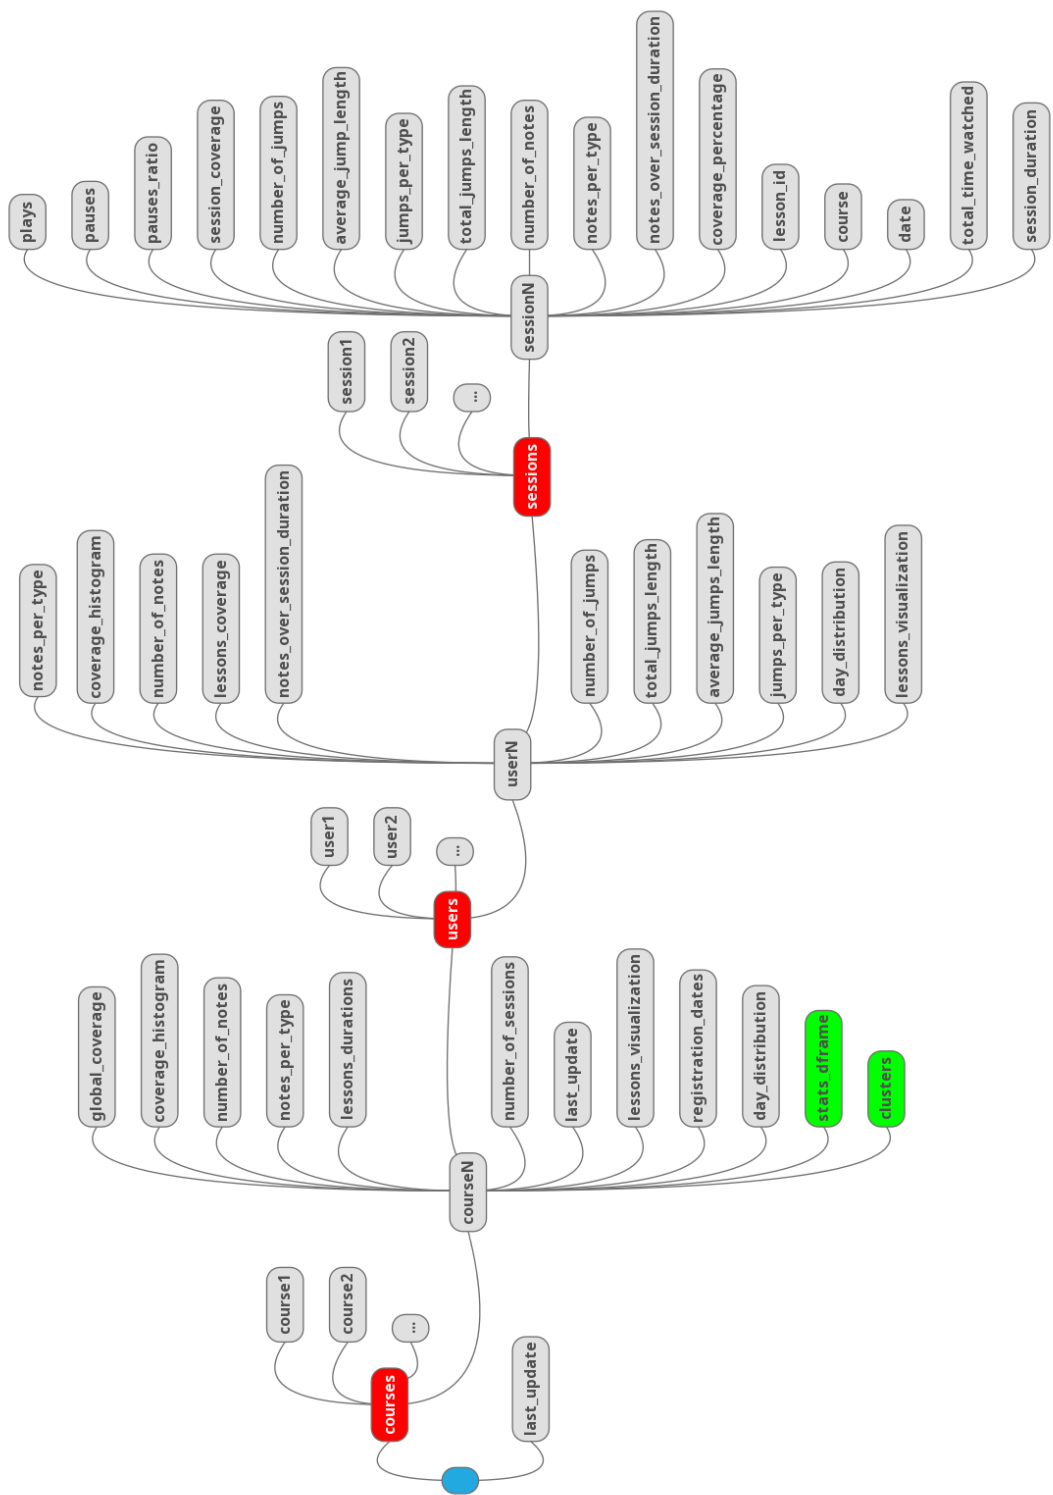 plays
pauses
pauses_ratio
session_coverage
number_of_jumps
average_jump_length
jumps_per_type
total_jumps_length
number_of_notes
notes_per_type
notes_over_session_duration
coverage_percentage
lesson_id
course
date
total_time_watched
session_duration
sessionN
session1
session2
...
sessions
notes_per_type
coverage_histogram
number_of_notes
lessons_coverage
notes_over_session_duration
number_of_jumps
total_jumps_length
average_jumps_length
jumps_per_type
day_distribution
lessons_visualization
userN
user1
user2
...
users
global_coverage
coverage_histogram
number_of_notes
notes_per_type
lessons_durations
number_of_sessions
last_update
lessons_visualization
registration_dates
day_distribution
stats_dframe
clusters
courseN
course1
course2
...
courses
last_update